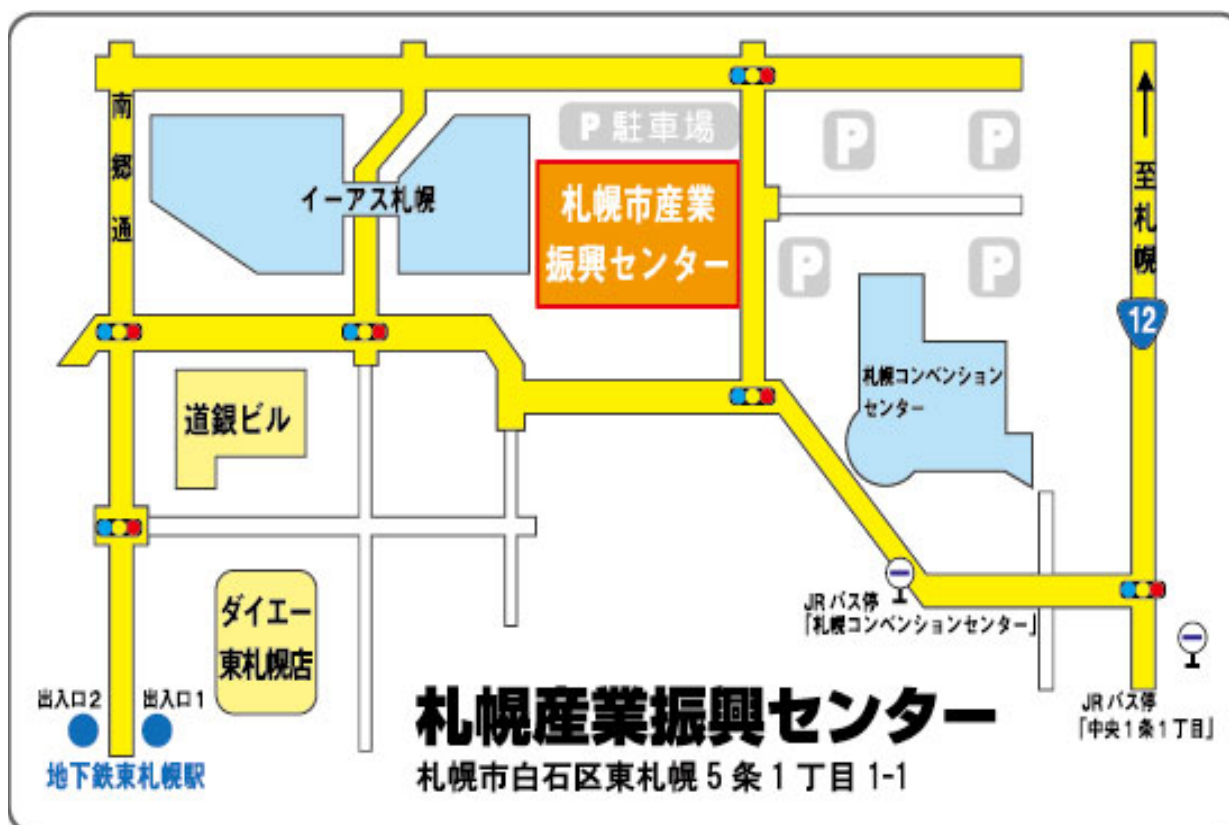 南郷通
P 駐車場
P
P
イーアス札幌
札幌市産業
振興センター
至札幌
P
P
12
札幌コンベンション
センター
道銀ビル
ダイエー
東札幌店
JRバス停
「札幌コンベンションセンター」
出入口2
出入口1
地下鉄東札幌駅
JRバス停
「中央1条1丁目」
札幌産業振興センター
札幌市白石区東札幌5条1丁目1-1